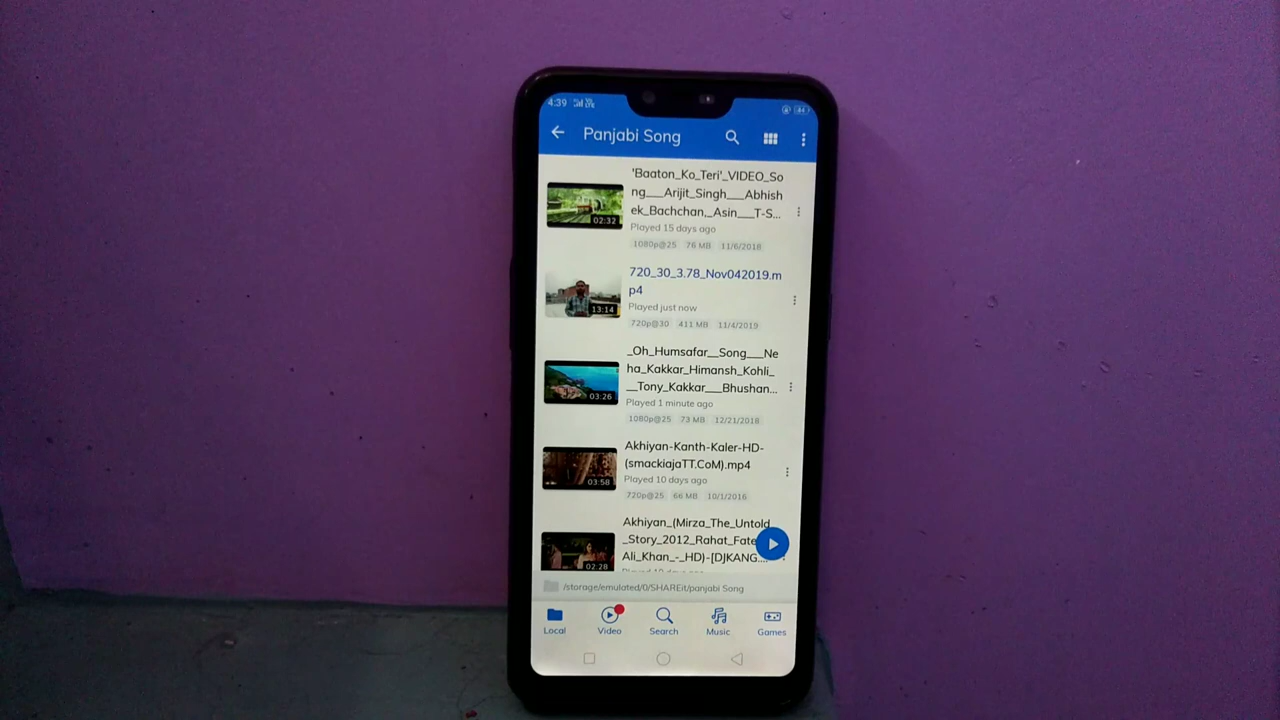 4:39
Panjabi Song
'Baaton_Ko_Teri'_VIDEO_So
ng___Arijit_Singh___Abhish
ek_Bachchan,_Asin___T-S...
02:32
Played 15 days ago
1080p@25 76 MB 11/6/2018
720_30_3.78_Nov042019.m
p4
13:14
Played just now
720p@30 411 MB 11/4/2019
_Oh_Humsafar__Song___Ne
ha_Kakkar_Himansh_Kohli_
__Tony_Kakkar___Bhushan...
03:26
Played 1 minute ago
1080p@25 73 MB 12/21/2018
Akhiyan-Kanth-Kaler-HD-
(smackiajaTT.CoM).mp4
03:58
Played 10 days ago
720p@25 66 MB 10/1/2016
Akhiyan_(Mirza_The_Untold
_Story_2012_Rahat_Fate
Ali_Khan_-_HD)-[DJKANG...
02:28
/storage/emulated/0/SHAREit/panjabi Song
Local Video Search Music Games